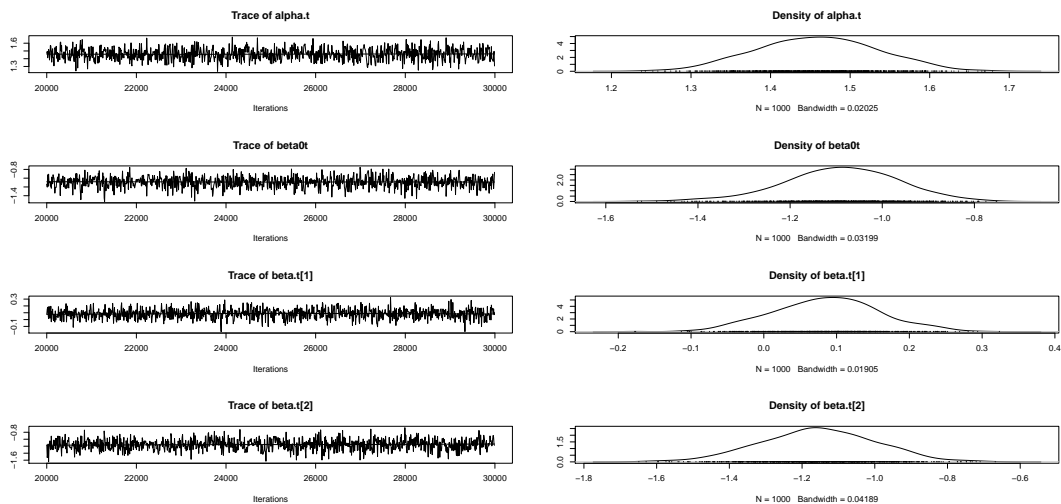 Trace of alpha.t
1.3 1.6
20000 22000 24000 26000 28000 30000
Iterations
Density of alpha.t
0 2 4
1.2 1.3 1.4 1.5 1.6 1.7
N = 1000 Bandwidth = 0.02025
Trace of beta0t
−1.4 −0.8
20000 22000 24000 26000 28000 30000
Iterations
Density of beta0t
0.0 2.0
−1.6 −1.4 −1.2 −1.0 −0.8
N = 1000 Bandwidth = 0.03199
Trace of beta.t[1]
−0.1 0.3
20000 22000 24000 26000 28000 30000
Iterations
Density of beta.t[1]
0 2 4
−0.2 −0.1 0.0 0.1 0.2 0.3 0.4
N = 1000 Bandwidth = 0.01905
Trace of beta.t[2]
−1.6 −0.8
20000 22000 24000 26000 28000 30000
Iterations
Density of beta.t[2]
0.0 1.5
−1.8 −1.6 −1.4 −1.2 −1.0 −0.8 −0.6
N = 1000 Bandwidth = 0.04189